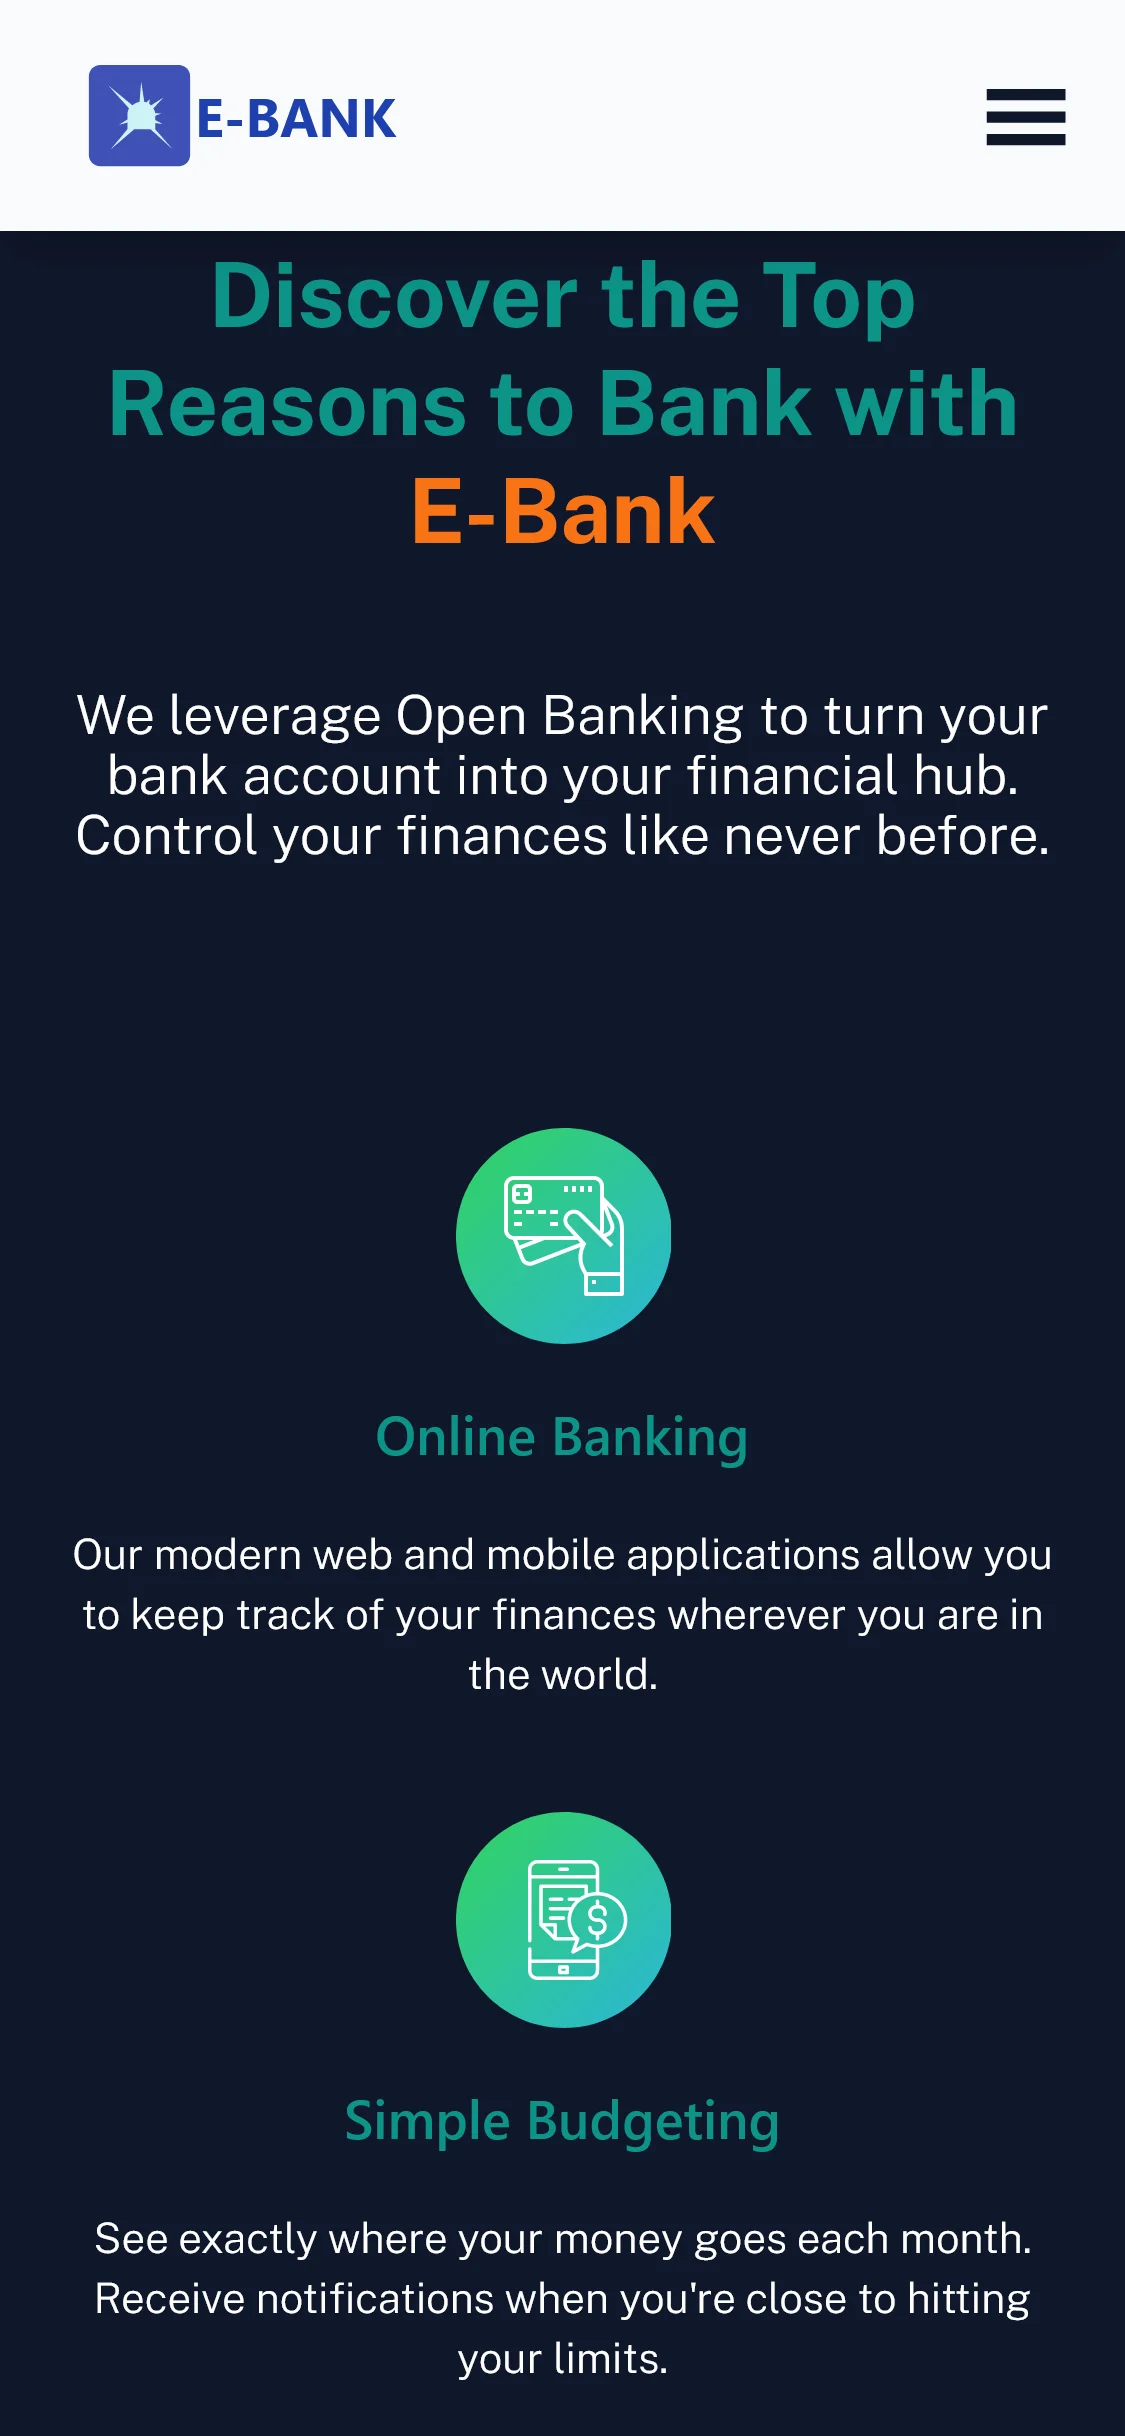 E-BANK
Discover the Top
Reasons to Bank with
E-Bank
We leverage Open Banking to turn your
bank account into your financial hub.
Control your finances like never before.
Online Banking
Our modern web and mobile applications allow you
to keep track of your finances wherever you are in
the world.
$
Simple Budgeting
See exactly where your money goes each month.
Receive notifications when you're close to hitting
your limits.